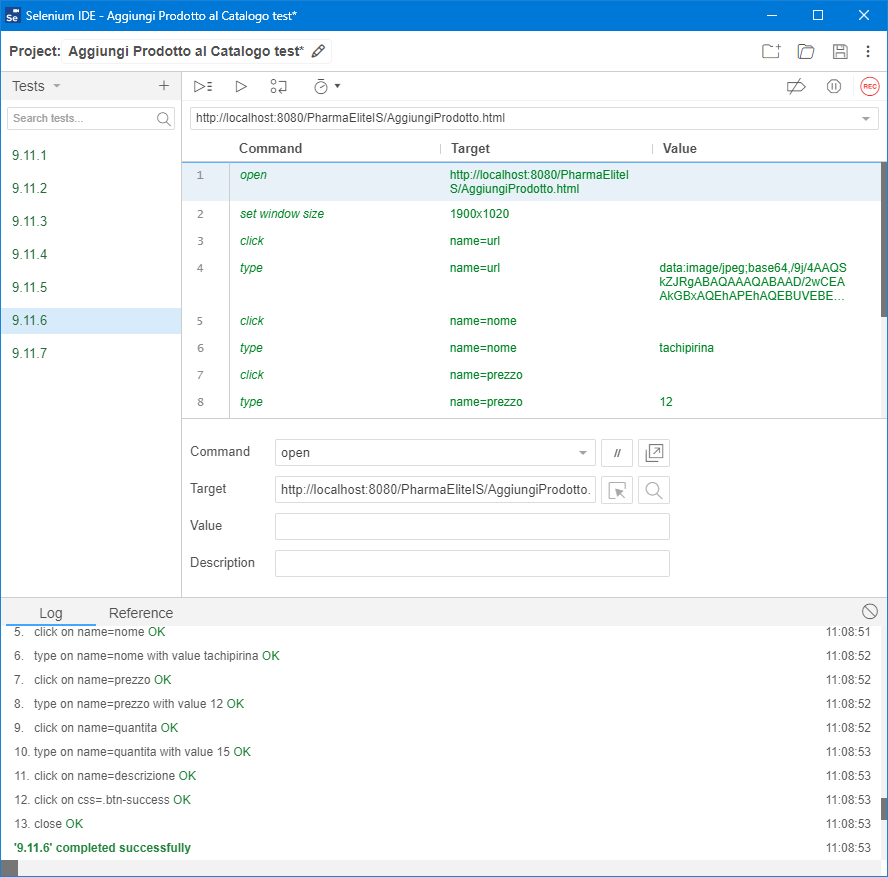 Se Selenium IDE - Aggiungi Prodotto al Catalogo test*
Project: Aggiungi Prodotto al Catalogo test*
Tests
Search tests...
9.11.1
9.11.2
9.11.3
9.11.4
9.11.5
9.11.6
9.11.7
REC
http://localhost:8080/PharmaEliteIS/AggiungiProdotto.html
Command Target Value
1 open http://localhost:8080/PharmaEliteI
S/AggiungiProdotto.html
2 set window size 1900x1020
3 click name=url
4 type name=url data:image/jpeg;base64,/9j/4AAQS
kZJRgABAQAAAQABAAD/2wCEA
AkGBxAQEhAPEhAQEBUVEBE...
5 click name=nome
6 type name=nome tachipirina
7 click name=prezzo
8 type name=prezzo 12
Command open //
Target http://localhost:8080/PharmaEliteIS/AggiungiProdotto.
Value
Description
Log Reference
5. click on name=nome OK 11:08:51
6. type on name=nome with value tachipirina OK 11:08:52
7. click on name=prezzo OK 11:08:52
8. type on name=prezzo with value 12 OK 11:08:52
9. click on name=quantita OK 11:08:52
10. type on name=quantita with value 15 OK 11:08:53
11. click on name=descrizione OK 11:08:53
12. click on css=.btn-success OK 11:08:53
13. close OK 11:08:53
'9.11.6' completed successfully 11:08:53